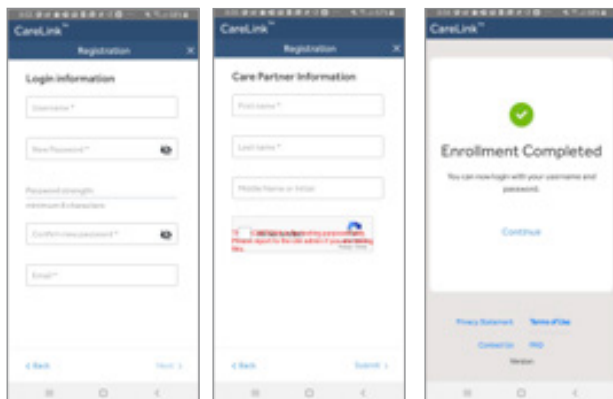 CareLink™
Registration
Login information
Username *
New Password *
Password strength
minimum 8 characters
Confirm new password *
Email *
< Back
Next >
CareLink™
Registration
Care Partner Information
First name *
Last name *
Middle Name or Initial
< Back
Submit >
CareLink™
Enrollment Completed
You can now login with your username and
password.
Continue
Privacy Statement
Terms of Use
Contact Us
FAQ
Version